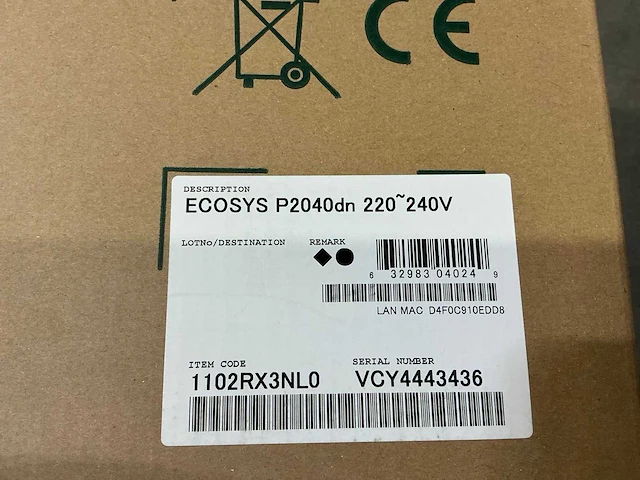 CE
DESCRIPTION
ECOSYS P2040dn 220~240V
LOTNo/DESTINATION REMARK
6 32983 04024 9
LAN MAC D4F0C910EDD8
ITEM CODE SERIAL NUMBER
1102RX3NL0 VCY4443436